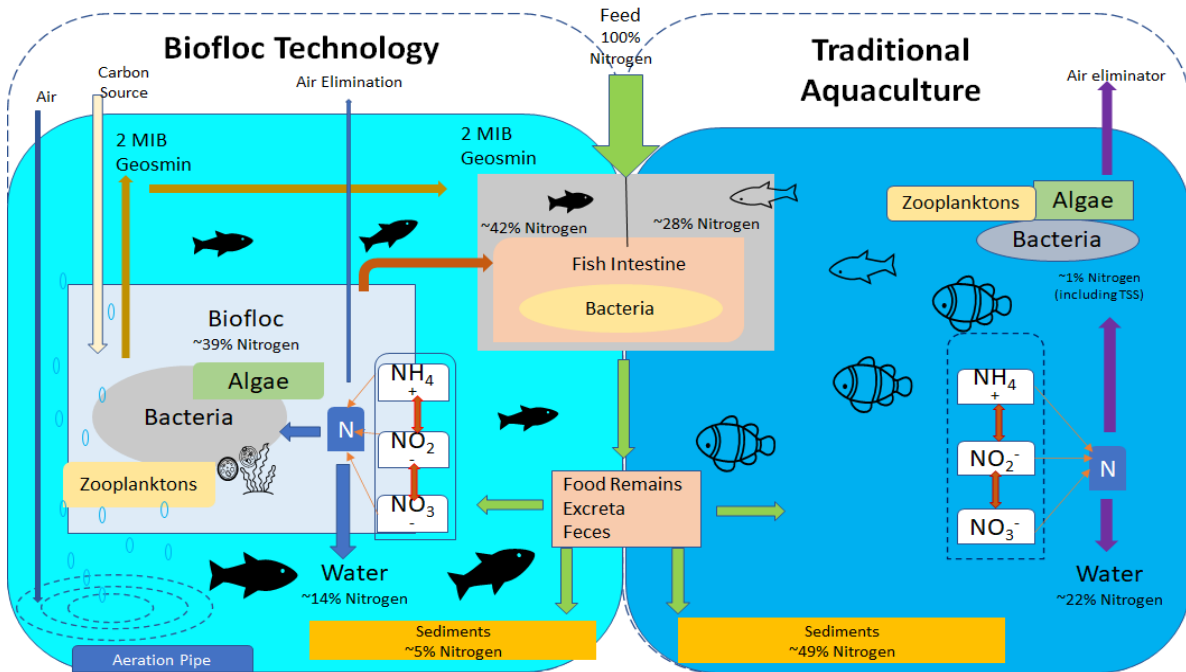 Biofloc Technology
Feed
100%
Nitrogen
Traditional
Aquaculture
Air
Carbon
Source
Air Elimination
Air eliminator
2 MIB
Geosmin
2 MIB
Geosmin
~42% Nitrogen
~28% Nitrogen
Fish Intestine
Bacteria
Zooplanktons
Algae
Bacteria
~1% Nitrogen
(including TSS)
Biofloc
~39% Nitrogen
Algae
Bacteria
Zooplanktons
N
NH4
+
NO2
-
NO3
-
NH4
+
NO2-
NO3-
N
Food Remains
Excreta
Feces
Water
~14% Nitrogen
Water
~22% Nitrogen
Sediments
~5% Nitrogen
Sediments
~49% Nitrogen
Aeration Pipe